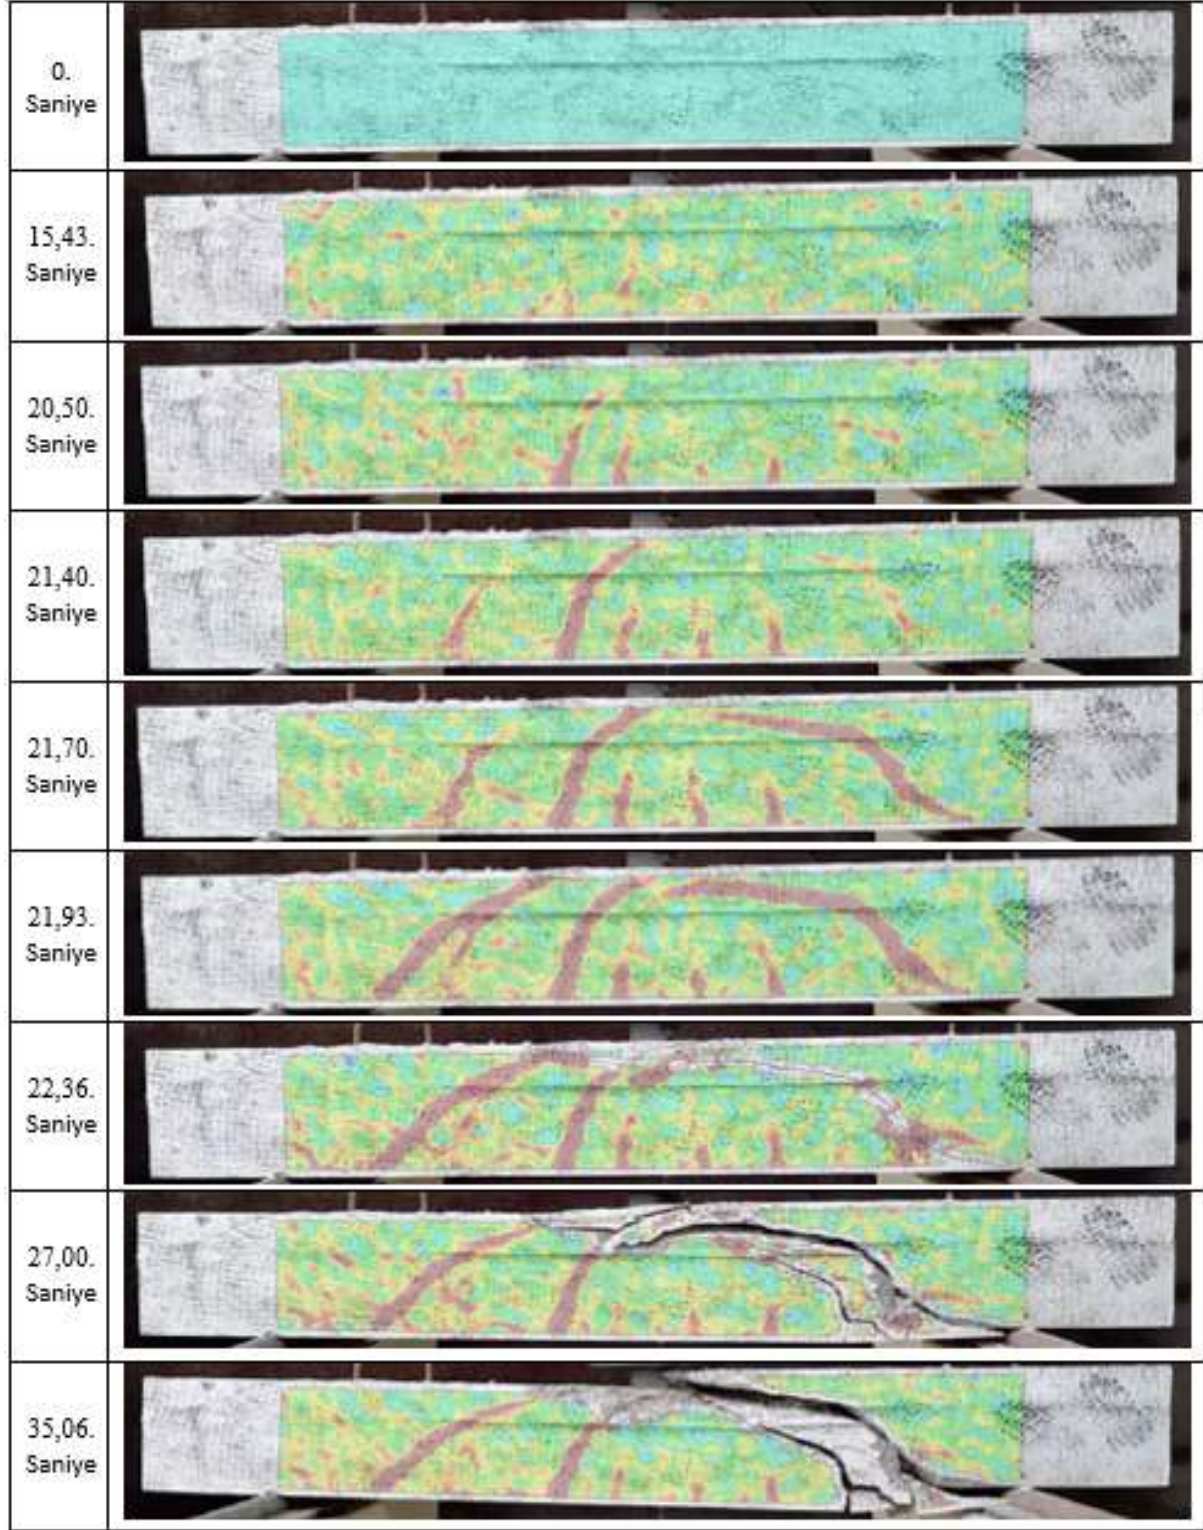 0.
Saniye
15,43.
Saniye
20,50.
Saniye
21,40.
Saniye
21,70.
Saniye
21,93.
Saniye
22,36.
Saniye
27,00.
Saniye
35,06.
Saniye